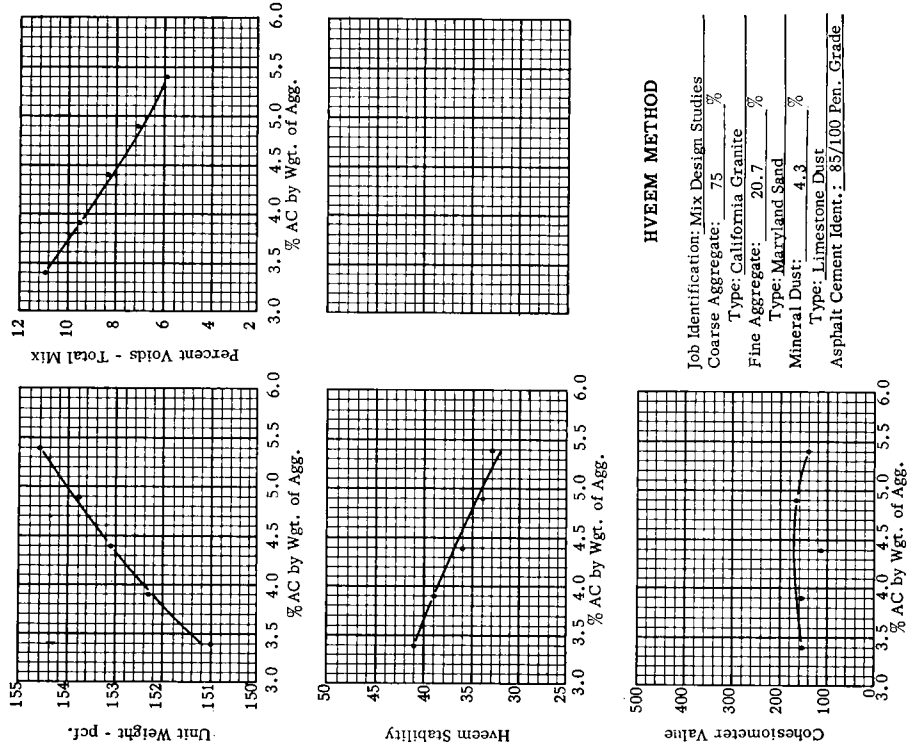 155
154
153
152
151
150
Unit Weight - pcf.
3.0 3.5 4.0 4.5 5.0 5.5 6.0
% AC by Wgt. of Agg.
12
10
8
6
4
2
Percent Voids - Total Mix
3.0 3.5 4.0 4.5 5.0 5.5 6.0
% AC by Wgt. of Agg.
50
45
40
35
30
25
Hveem Stability
3.0 3.5 4.0 4.5 5.0 5.5 6.0
% AC by Wgt. of Agg.
500
400
300
200
100
0
Cohesiometer Value
3.0 3.5 4.0 4.5 5.0 5.5 6.0
% AC by Wgt. of Agg.
HVEEM METHOD
Job Identification: Mix Design Studies
Coarse Aggregate: 75 %
Type: California Granite
Fine Aggregate: 20.7 %
Type: Maryland Sand
Mineral Dust: 4.3 %
Type: Limestone Dust
Asphalt Cement Ident.: 85/100 Pen. Grade